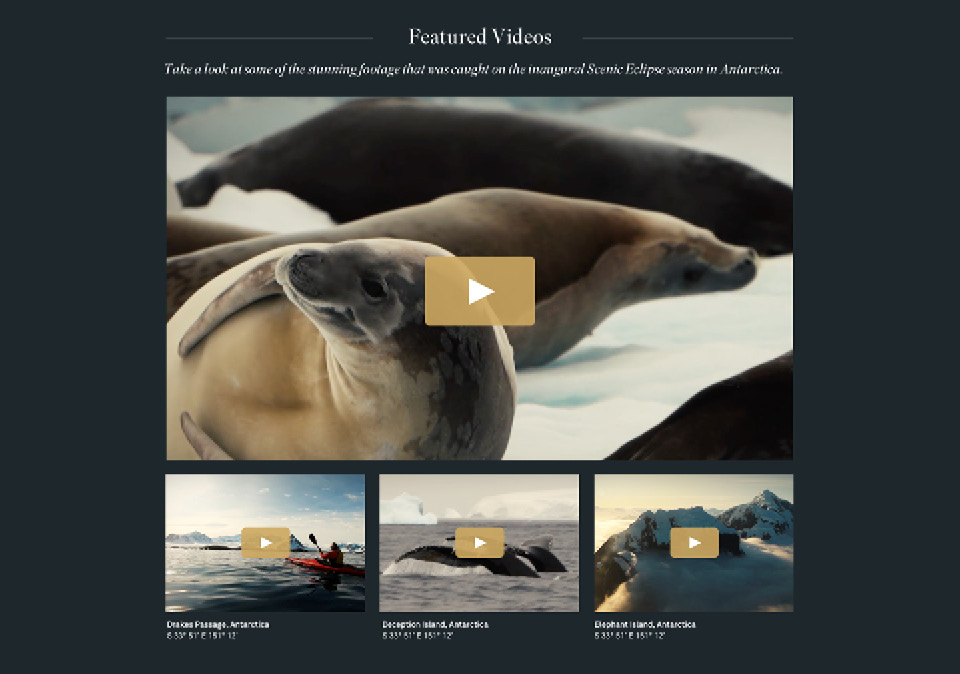 Featured Videos
Take a look at some of the stunning footage that was caught on the inaugural Scenic Eclipse season in Antarctica.
Drakes Passage, Antarctica
S 33° 51' E 151° 12'
Deception Island, Antarctica
S 33° 51' E 151° 12'
Elephant Island, Antarctica
S 33° 51' E 151° 12'